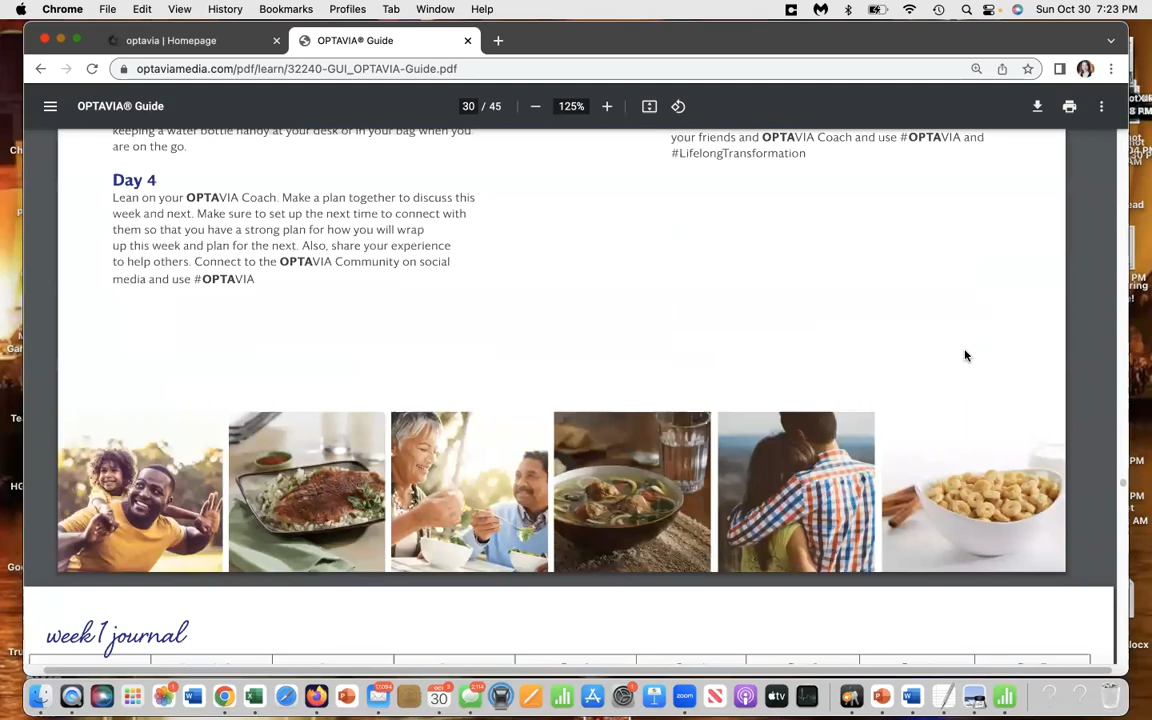 Chrome File Edit View History Bookmarks Profiles Tab Window Help Sun Oct 30 7:23 PM
optavia | Homepage
OPTAVIA® Guide
optaviamedia.com/pdf/learn/32240-GUI_OPTAVIA-Guide.pdf
OPTAVIA® Guide 30 / 45 125%
keeping a water bottle handy at your desk or in your bag when you
are on the go.
Day 4
Lean on your OPTAVIA Coach. Make a plan together to discuss this
week and next. Make sure to set up the next time to connect with
them so that you have a strong plan for how you will wrap
up this week and plan for the next. Also, share your experience
to help others. Connect to the OPTAVIA Community on social
media and use #OPTAVIA
your friends and OPTAVIA Coach and use #OPTAVIA and
#LifelongTransformation
week 1 journal
zoom
tv